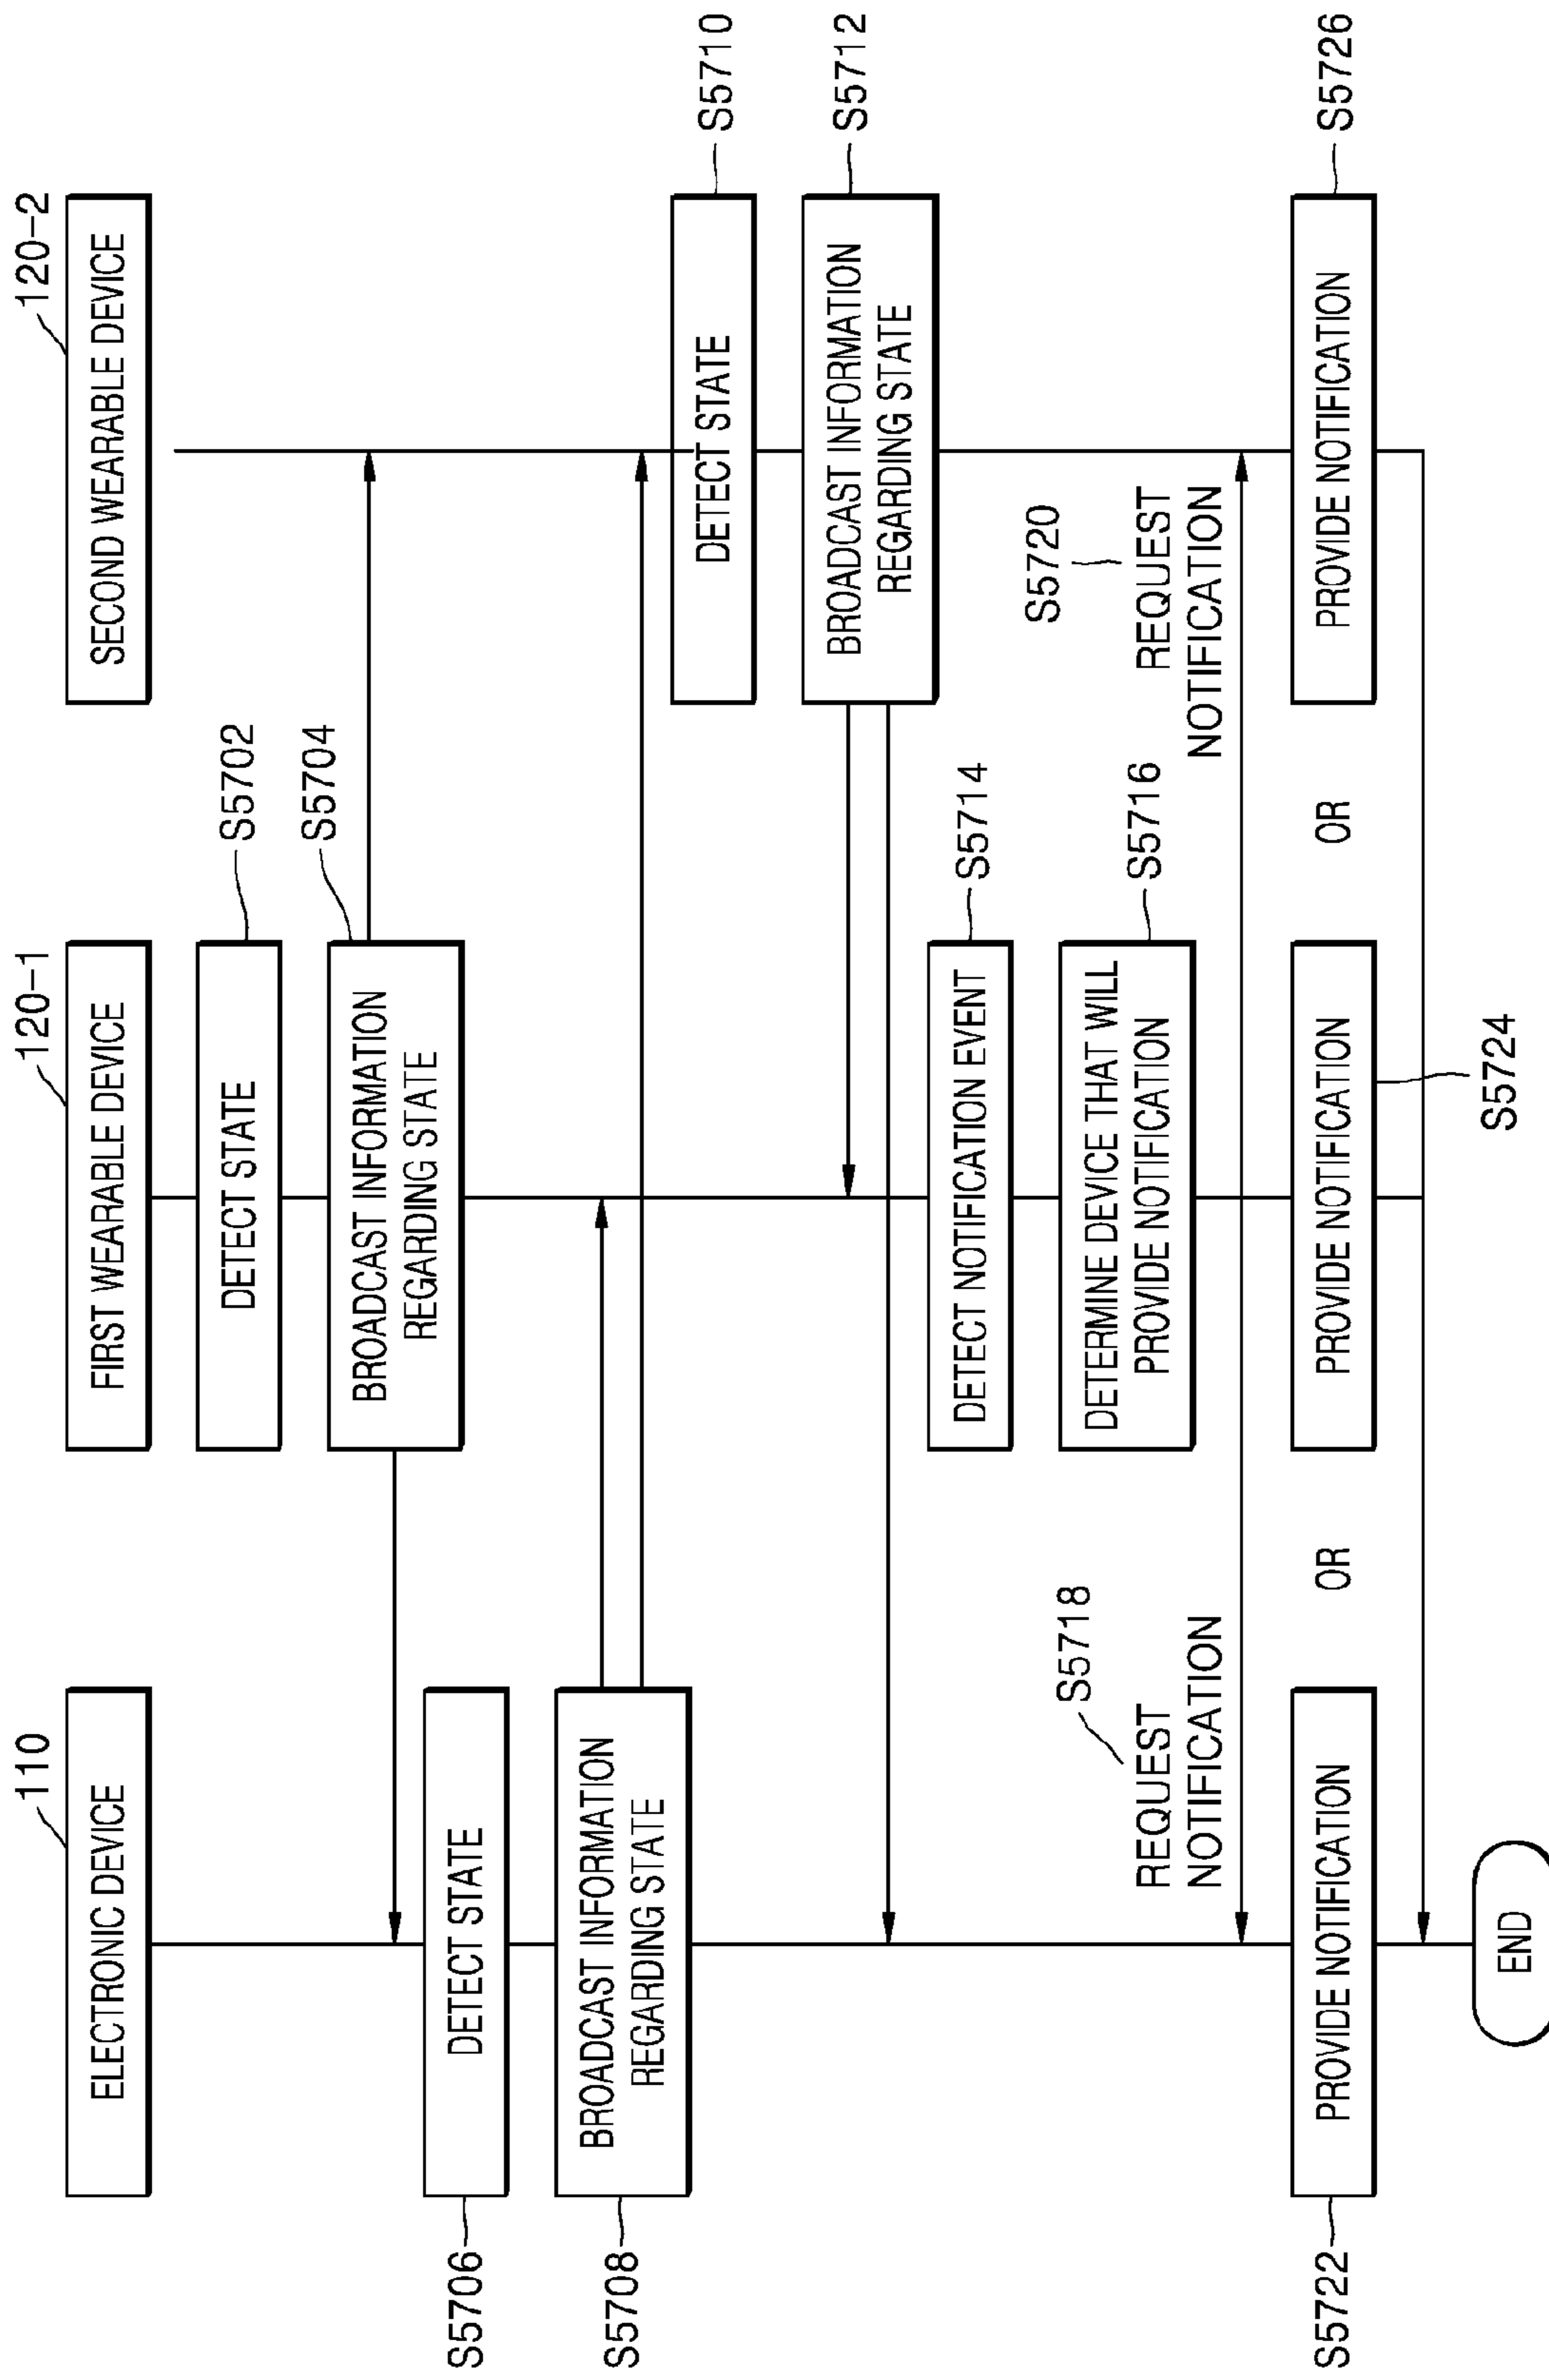 110
120-1
120-2
ELECTRONIC DEVICE
FIRST WEARABLE DEVICE
SECOND WEARABLE DEVICE
DETECT STATE
S5702
BROADCAST INFORMATION
REGARDING STATE
S5704
S5706
DETECT STATE
S5708
BROADCAST INFORMATION
REGARDING STATE
DETECT STATE
S5710
BROADCAST INFORMATION
REGARDING STATE
S5712
DETECT NOTIFICATION EVENT
S5714
DETERMINE DEVICE THAT WILL
PROVIDE NOTIFICATION
S5716
S5718
REQUEST
NOTIFICATION
S5720
REQUEST
NOTIFICATION
S5722
PROVIDE NOTIFICATION
OR
PROVIDE NOTIFICATION
OR
PROVIDE NOTIFICATION
S5726
S5724
END